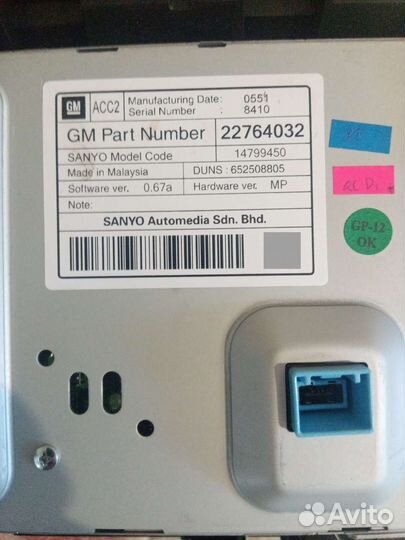 GM
ACC2
Manufacturing Date: 0551
Serial Number : 8410
GM Part Number 22764032
SANYO Model Code 14799450
Made in Malaysia DUNS : 652508805
Software ver. 0.67a Hardware ver. MP
Note:
SANYO Automedia Sdn. Bhd.
GP-12
OK
Avito